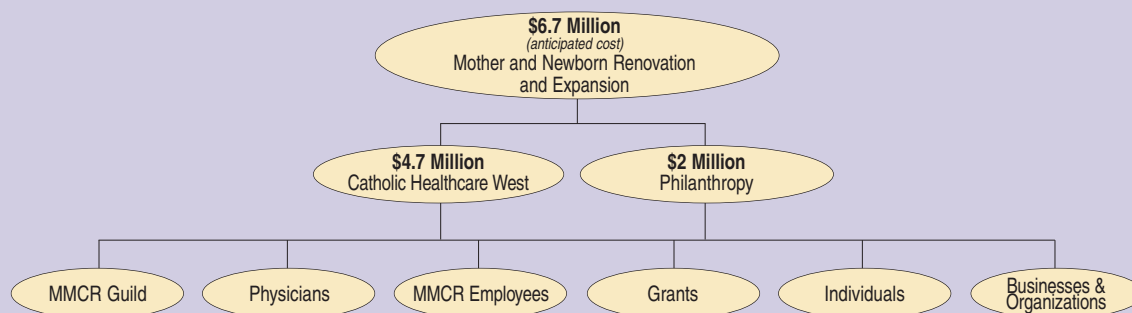 $6.7 Million
(anticipated cost)
Mother and Newborn Renovation
and Expansion
$4.7 Million
Catholic Healthcare West
$2 Million
Philanthropy
MMCR Guild
Physicians
MMCR Employees
Grants
Individuals
Businesses &
Organizations